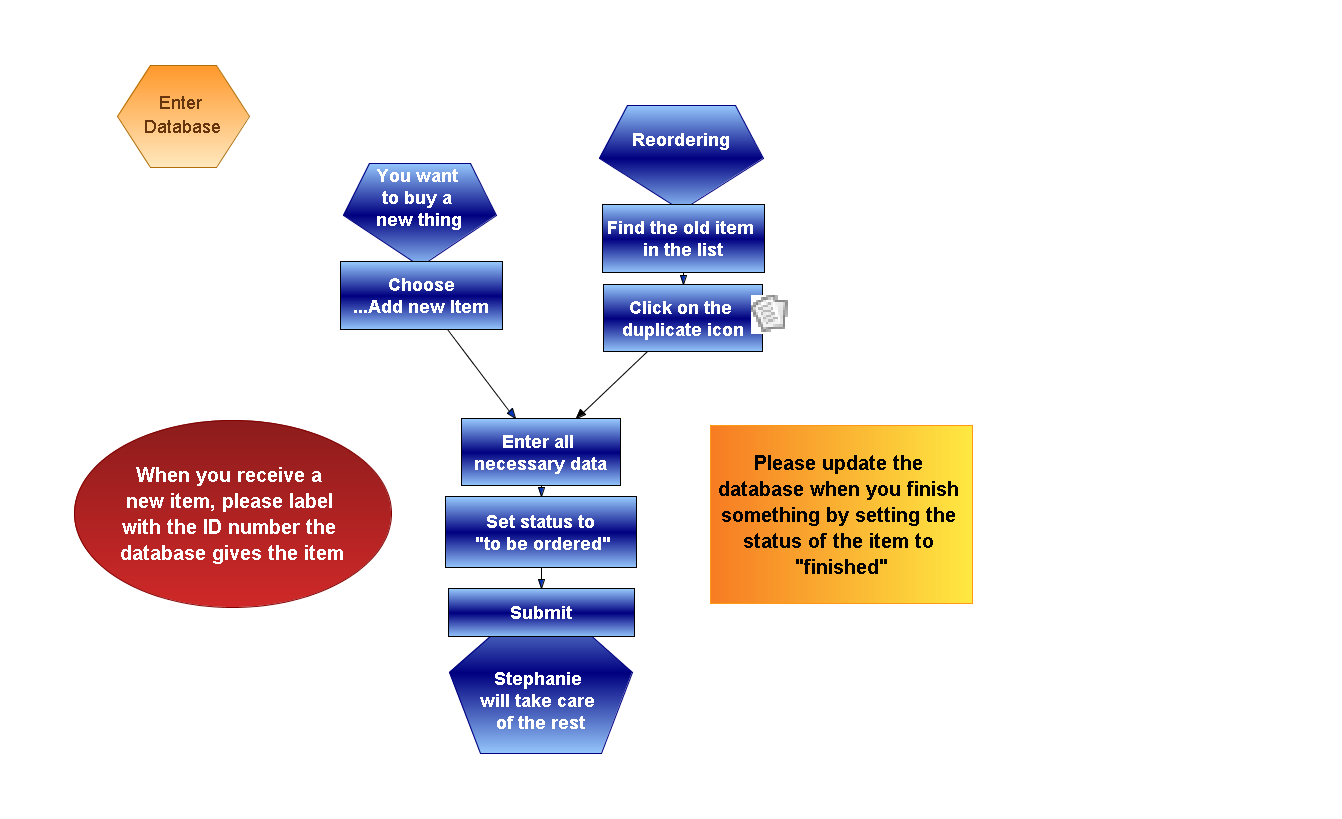 Enter
Database
Reordering
You want
to buy a
new thing
Find the old item
in the list
Choose
...Add new Item
Click on the
duplicate icon
Enter all
necessary data
Set status to
"to be ordered"
Submit
Stephanie
will take care
of the rest
When you receive a
new item, please label
with the ID number the
database gives the item
Please update the
database when you finish
something by setting the
status of the item to
"finished"